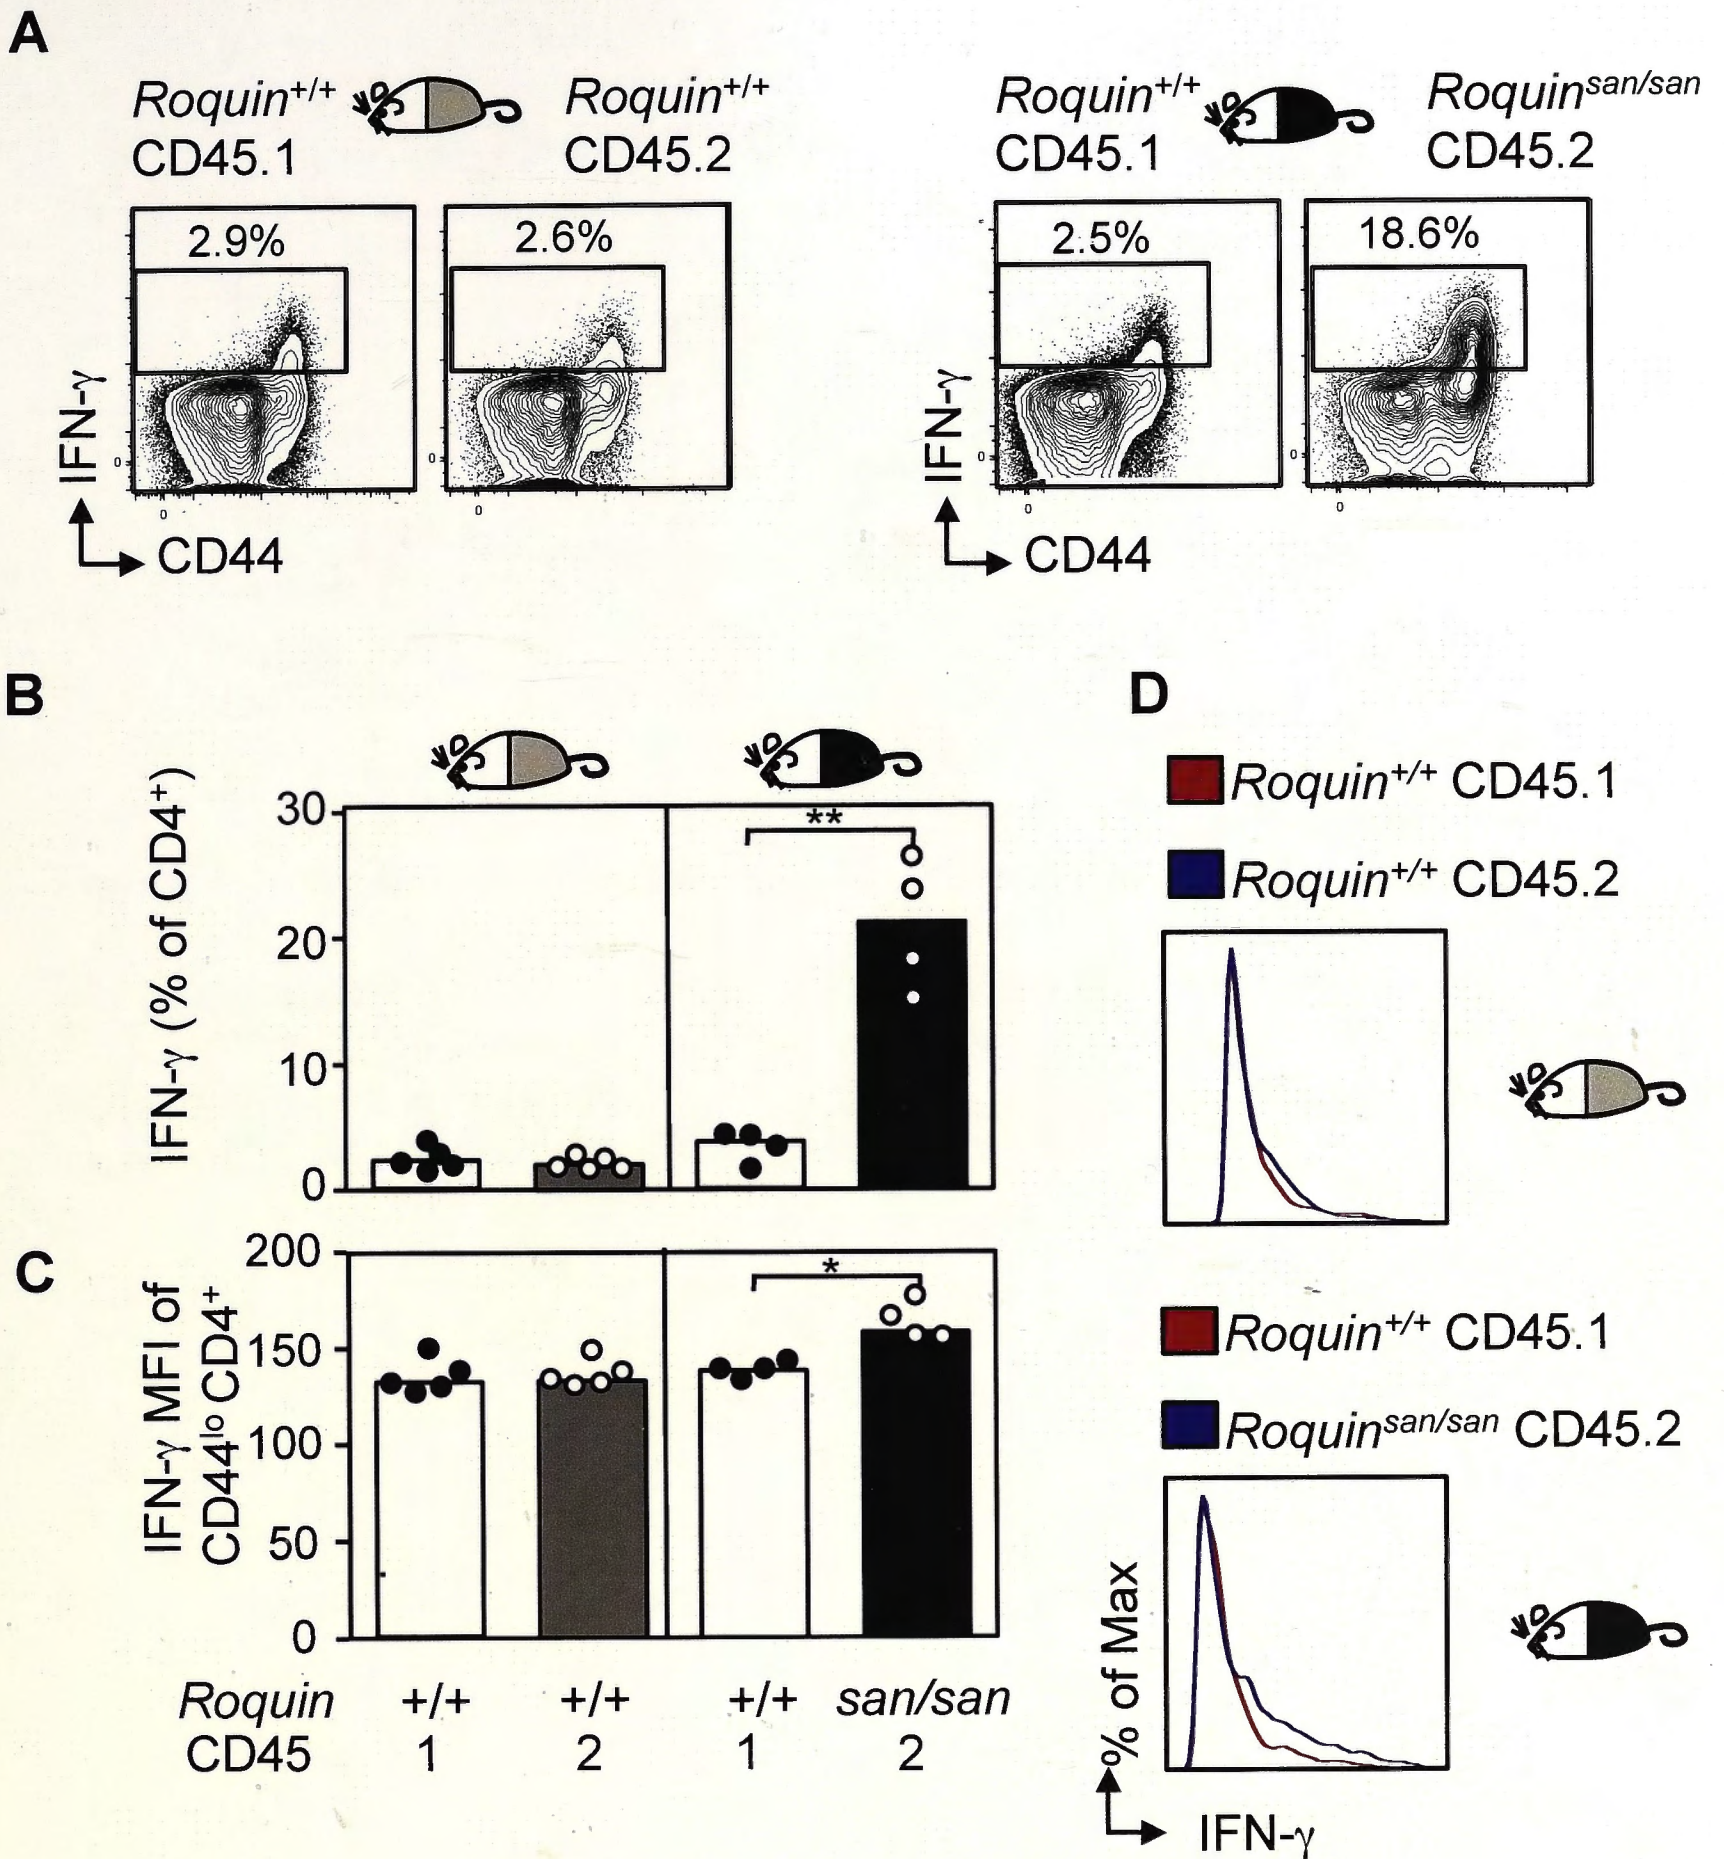 A
Roquin+/+ CD45.1
Roquin+/+ CD45.2
Roquin+/+ CD45.1
Roquinsan/san CD45.2
2.9%
2.6%
2.5%
18.6%
IFN-γ
0
0
0
0
CD44
IFN-γ
0
0
0
0
CD44
B
IFN-γ (% of CD4+)
30
20
10
0
**
C
IFN-γ MFI of
CD44lo CD4+
200
150
100
50
0
*
Roquin +/+ +/+ +/+ san/san
CD45 1 2 1 2
D
Roquin+/+ CD45.1
Roquin+/+ CD45.2
Roquin+/+ CD45.1
Roquinsan/san CD45.2
% of Max
IFN-γ